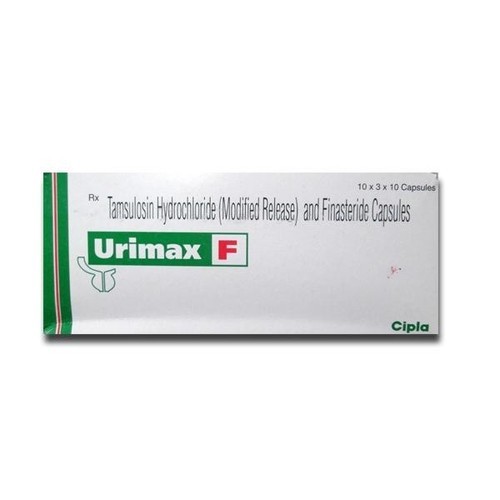 10 x 3 x 10 Capsules
Rx Tamsulosin Hydrochloride (Modified Release) and Finasteride Capsules
Urimax F
Cipla